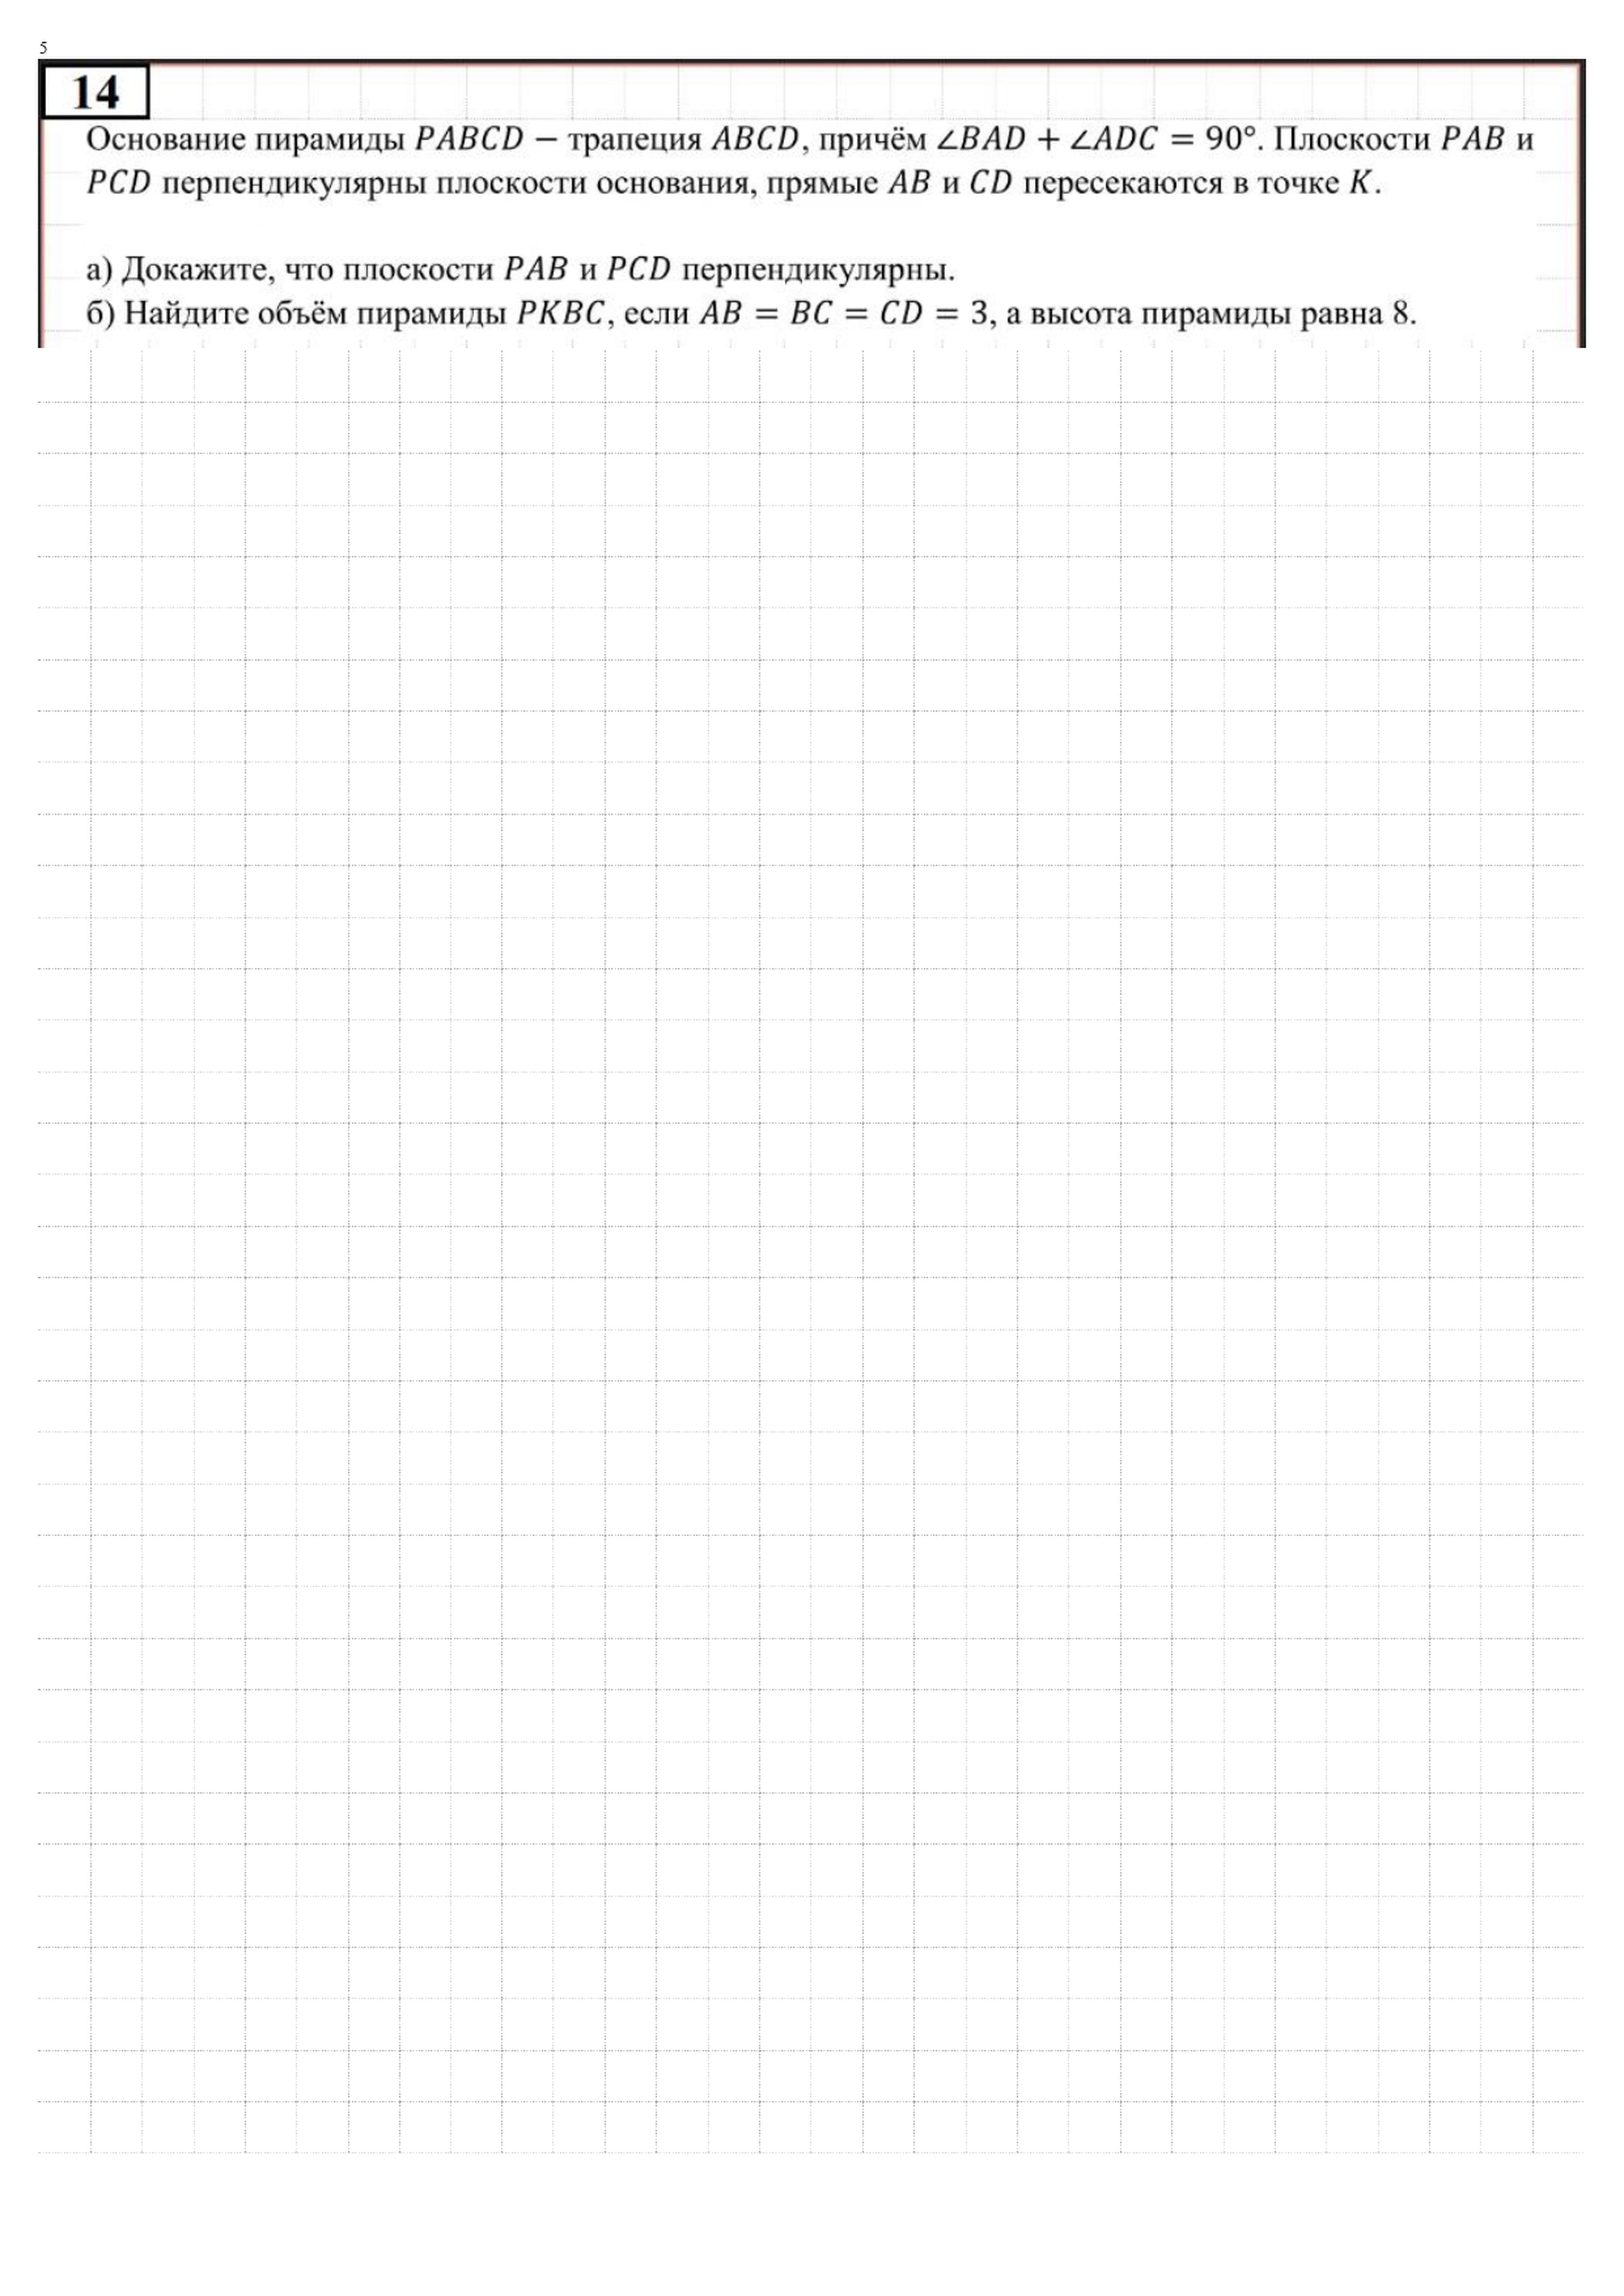 5
14
Основание пирамиды PABCD − трапеция ABCD, причём ∠BAD + ∠ADC = 90°. Плоскости PAB и
PCD перпендикулярны плоскости основания, прямые AB и CD пересекаются в точке K.
а) Докажите, что плоскости PAB и PCD перпендикулярны.
б) Найдите объём пирамиды PKBC, если AB = BC = CD = 3, а высота пирамиды равна 8.